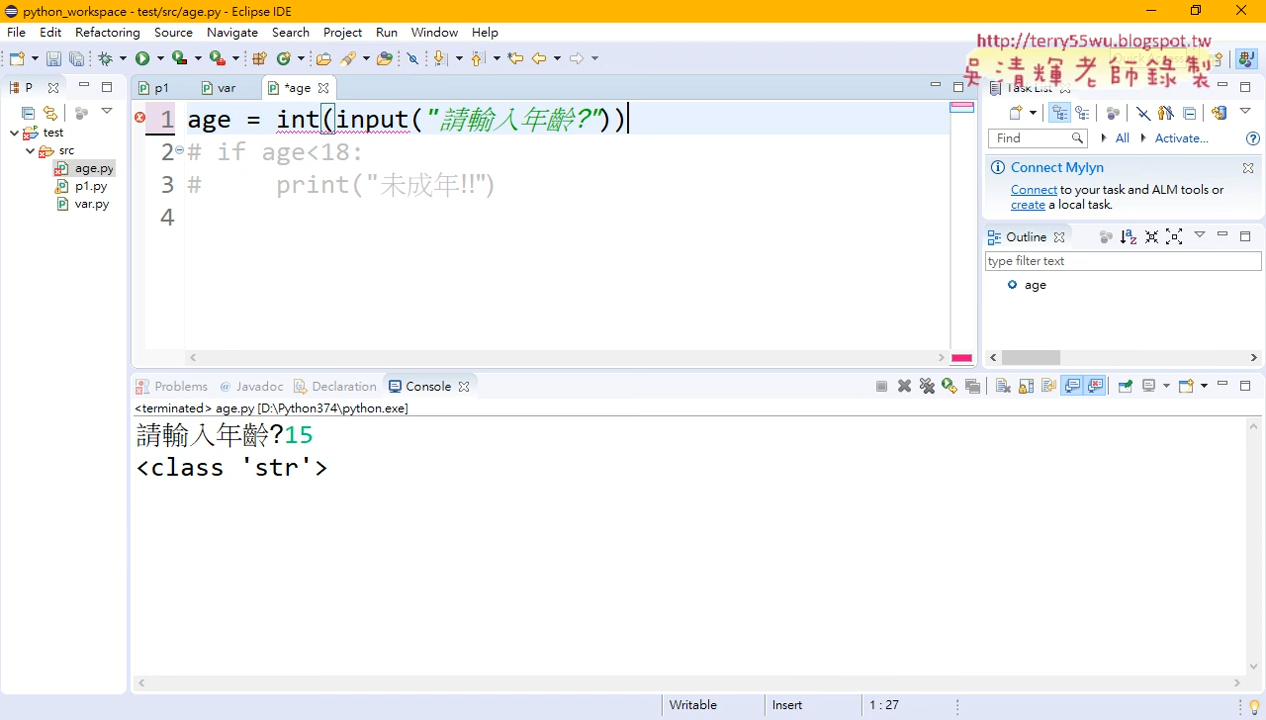 python_workspace - test/src/age.py - Eclipse IDE
File Edit Refactoring Source Navigate Search Project Run Window Help
http://terry55wu.blogspot.tw
吳清輝老師錄製
P
p1
var
*age
Task List
test
src
age.py
p1.py
var.py
1 age = int(input("請輸入年齡?"))
2 # if age<18:
3 # print("未成年!!")
4
Find
All
Activate...
Connect Mylyn
Connect to your task and ALM tools or
create a local task.
Outline
type filter text
age
Problems
Javadoc
Declaration
Console
<terminated> age.py [D:\Python374\python.exe]
請輸入年齡?15
<class 'str'>
Writable
Insert
1 : 27